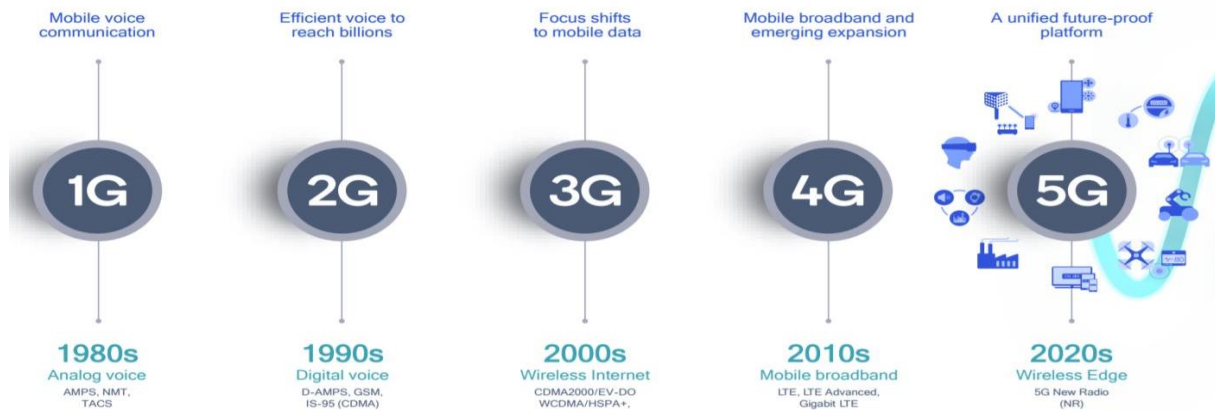 Mobile voice
communication
Efficient voice to
reach billions
Focus shifts
to mobile data
Mobile broadband and
emerging expansion
A unified future-proof
platform
1G
2G
3G
4G
5G
1980s
Analog voice
AMPS, NMT,
TACS
1990s
Digital voice
D-AMPS, GSM,
IS-95 (CDMA)
2000s
Wireless Internet
CDMA2000/EV-DO
WCDMA/HSPA+,
2010s
Mobile broadband
LTE, LTE Advanced,
Gigabit LTE
2020s
Wireless Edge
5G New Radio
(NR)